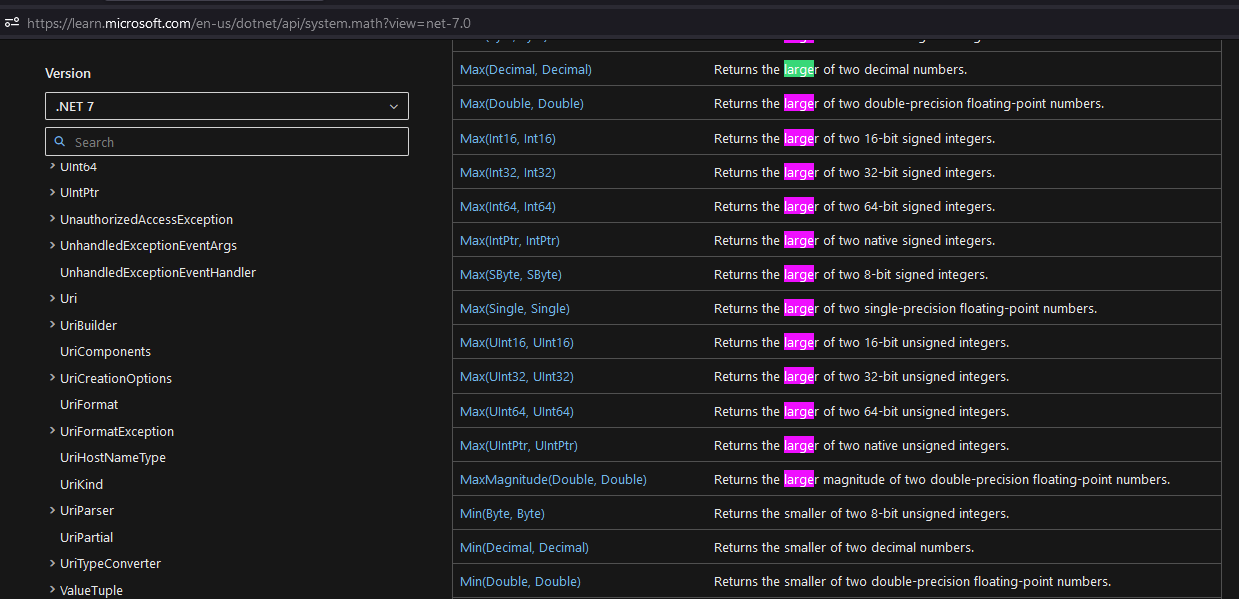 https://learn.microsoft.com/en-us/dotnet/api/system.math?view=net-7.0
Version
.NET 7
Search
UInt64
UIntPtr
UnauthorizedAccessException
UnhandledExceptionEventArgs
UnhandledExceptionEventHandler
Uri
UriBuilder
UriComponents
UriCreationOptions
UriFormat
UriFormatException
UriHostNameType
UriKind
UriParser
UriPartial
UriTypeConverter
ValueTuple
Max(Decimal, Decimal) Returns the larger of two decimal numbers.
Max(Double, Double) Returns the larger of two double-precision floating-point numbers.
Max(Int16, Int16) Returns the larger of two 16-bit signed integers.
Max(Int32, Int32) Returns the larger of two 32-bit signed integers.
Max(Int64, Int64) Returns the larger of two 64-bit signed integers.
Max(IntPtr, IntPtr) Returns the larger of two native signed integers.
Max(SByte, SByte) Returns the larger of two 8-bit signed integers.
Max(Single, Single) Returns the larger of two single-precision floating-point numbers.
Max(UInt16, UInt16) Returns the larger of two 16-bit unsigned integers.
Max(UInt32, UInt32) Returns the larger of two 32-bit unsigned integers.
Max(UInt64, UInt64) Returns the larger of two 64-bit unsigned integers.
Max(UIntPtr, UIntPtr) Returns the larger of two native unsigned integers.
MaxMagnitude(Double, Double) Returns the larger magnitude of two double-precision floating-point numbers.
Min(Byte, Byte) Returns the smaller of two 8-bit unsigned integers.
Min(Decimal, Decimal) Returns the smaller of two decimal numbers.
Min(Double, Double) Returns the smaller of two double-precision floating-point numbers.